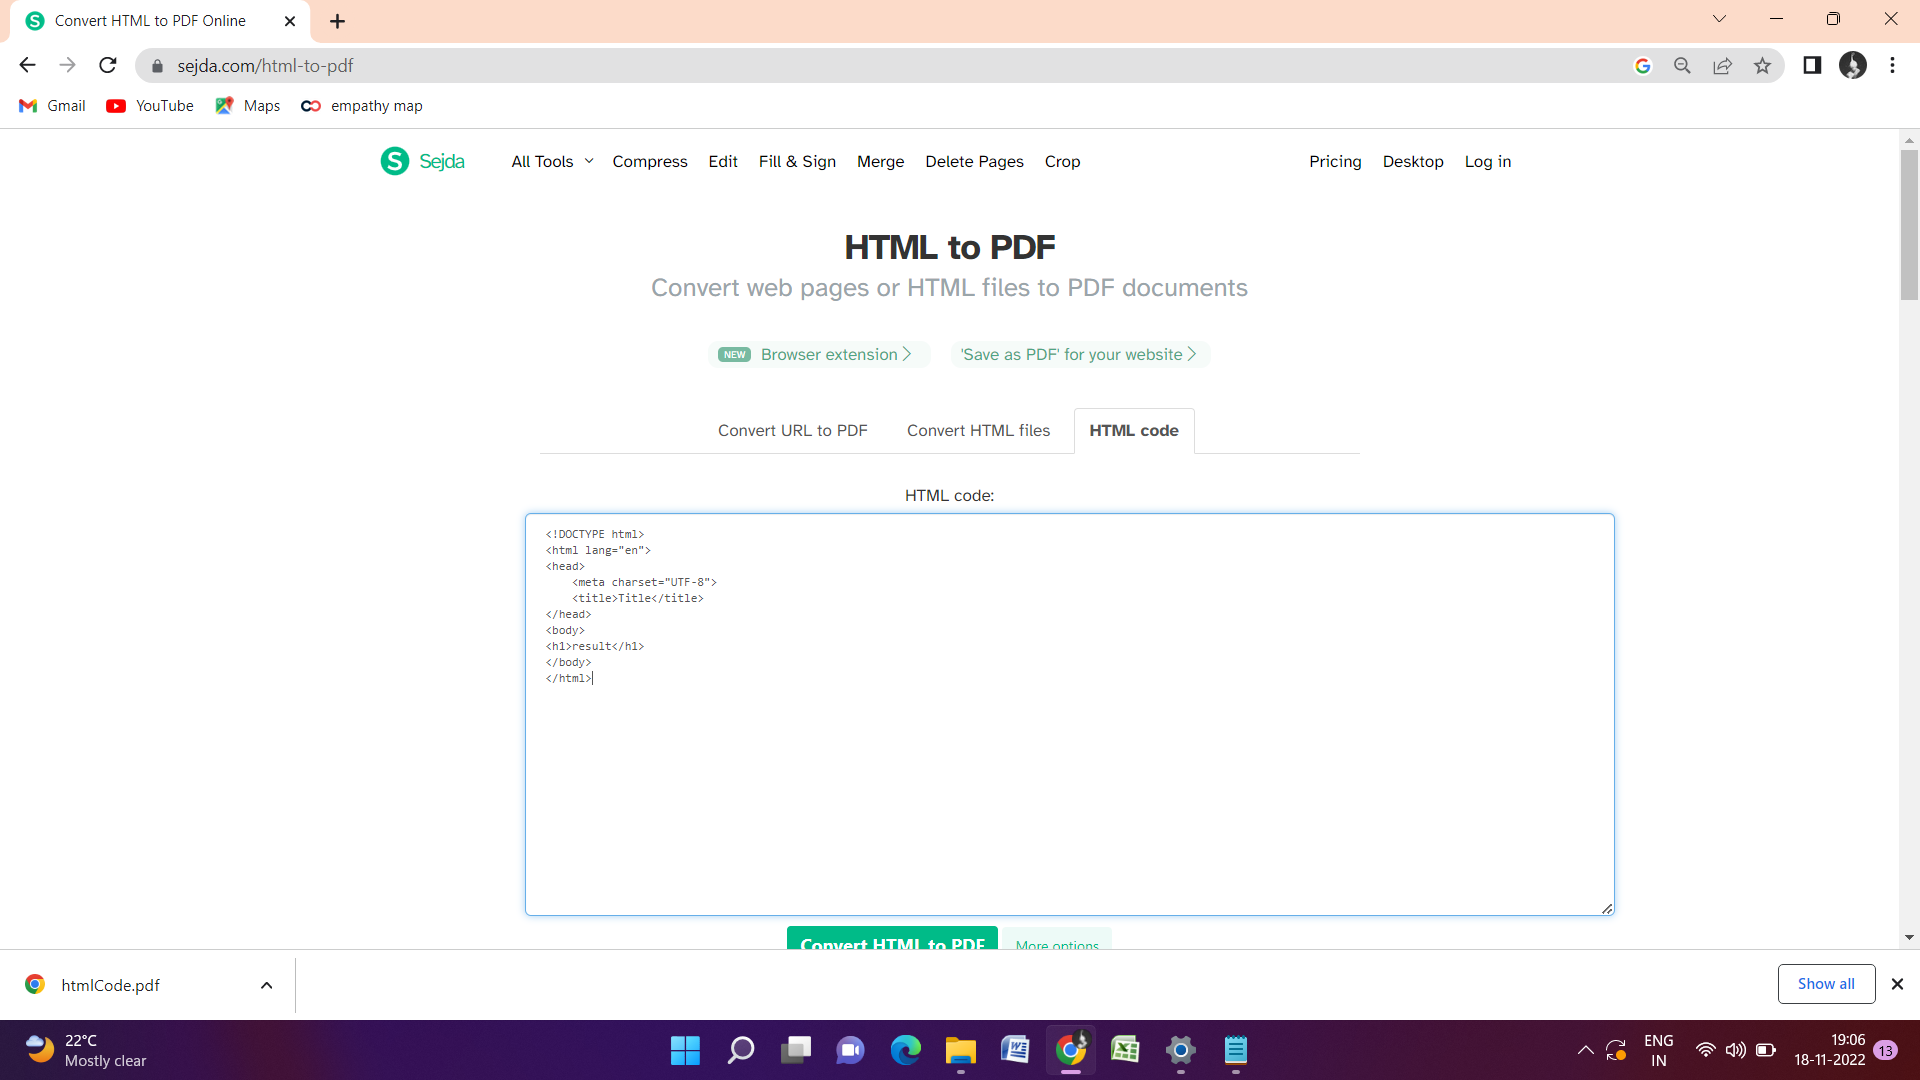 Convert HTML to PDF Online
sejda.com/html-to-pdf
Gmail YouTube Maps empathy map
Sejda All Tools Compress Edit Fill & Sign Merge Delete Pages Crop Pricing Desktop Log in
HTML to PDF
Convert web pages or HTML files to PDF documents
NEW Browser extension 'Save as PDF' for your website
Convert URL to PDF Convert HTML files HTML code
HTML code:
<!DOCTYPE html>
<html lang="en">
<head>
    <meta charset="UTF-8">
    <title>Title</title>
</head>
<body>
<h1>result</h1>
</body>
</html>
Convert HTML to PDF More options
htmlCode.pdf Show all
22°C
Mostly clear
ENG
IN
19:06
18-11-2022
13